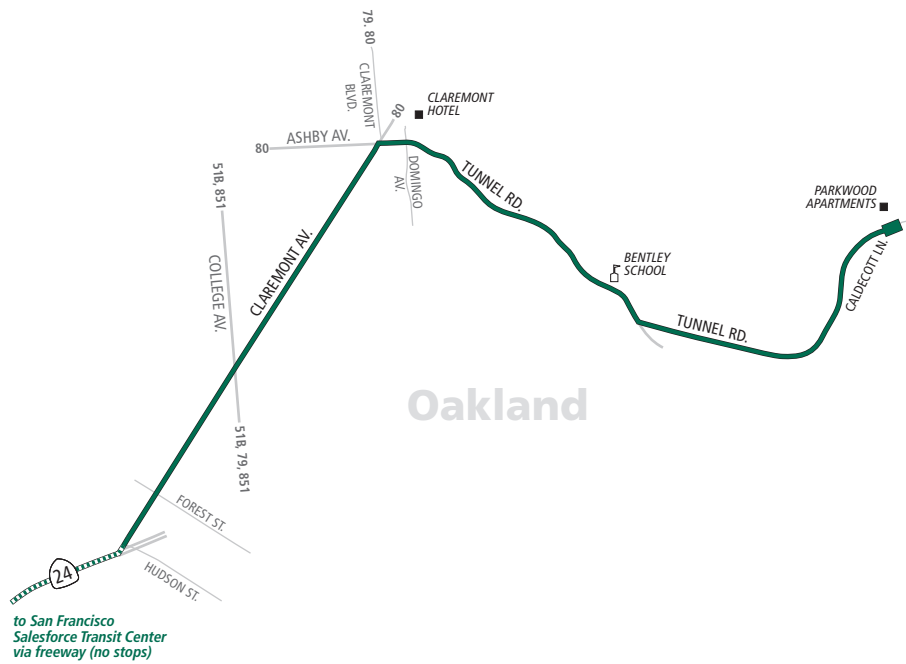 79. 80
CLAREMONT
BLVD.
80
CLAREMONT
HOTEL
80
ASHBY AV.
DOMINGO
AV.
TUNNEL RD.
51B, 851
PARKWOOD
APARTMENTS
CLAREMONT AV.
COLLEGE AV.
BENTLEY
SCHOOL
CALDECOTT LN.
TUNNEL RD.
Oakland
51B, 79, 851
FOREST ST.
HUDSON ST.
24
to San Francisco
Salesforce Transit Center
via freeway (no stops)